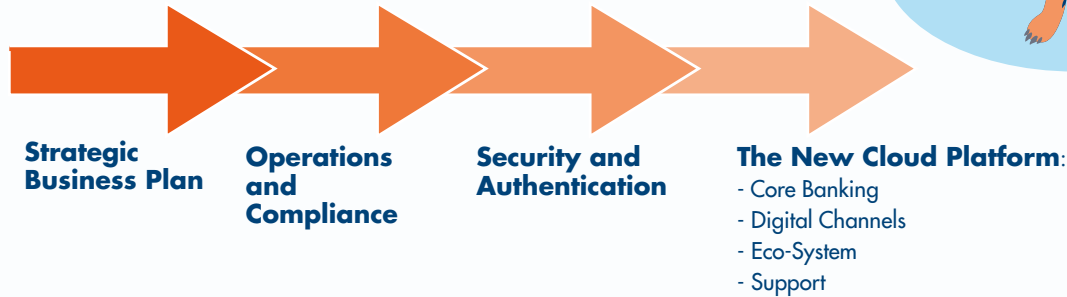 Strategic
Business Plan
Operations
and
Compliance
Security and
Authentication
The New Cloud Platform:
- Core Banking
- Digital Channels
- Eco-System
- Support